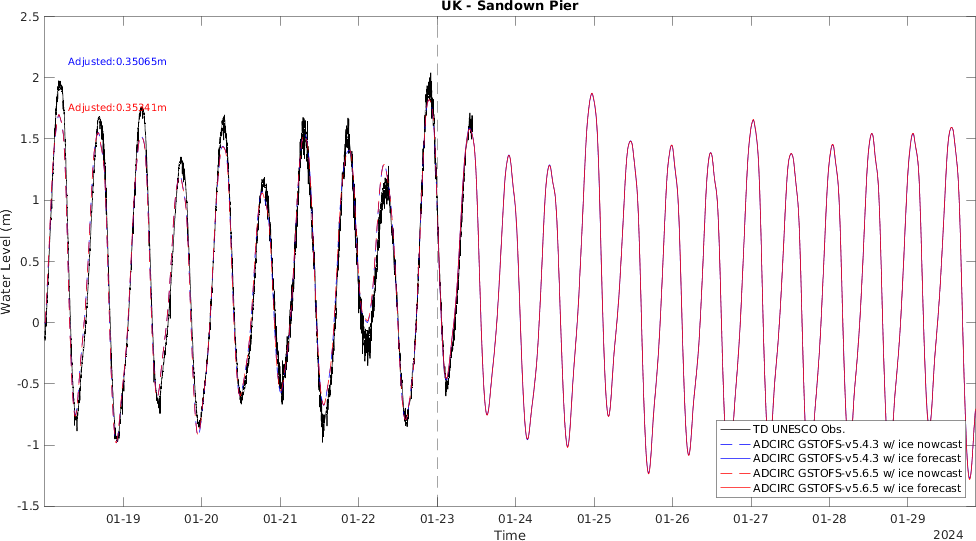 UK - Sandown Pier
2.5
Adjusted:0.35065m
2
Adjusted:0.35241m
1.5
1
0.5
0
-0.5
-1
-1.5
Water Level (m)
TD UNESCO Obs.
ADCIRC GSTOFS-v5.4.3 w/ ice nowcast
ADCIRC GSTOFS-v5.4.3 w/ ice forecast
ADCIRC GSTOFS-v5.6.5 w/ ice nowcast
ADCIRC GSTOFS-v5.6.5 w/ ice forecast
01-19 01-20 01-21 01-22 01-23 01-24 01-25 01-26 01-27 01-28 01-29
Time
2024